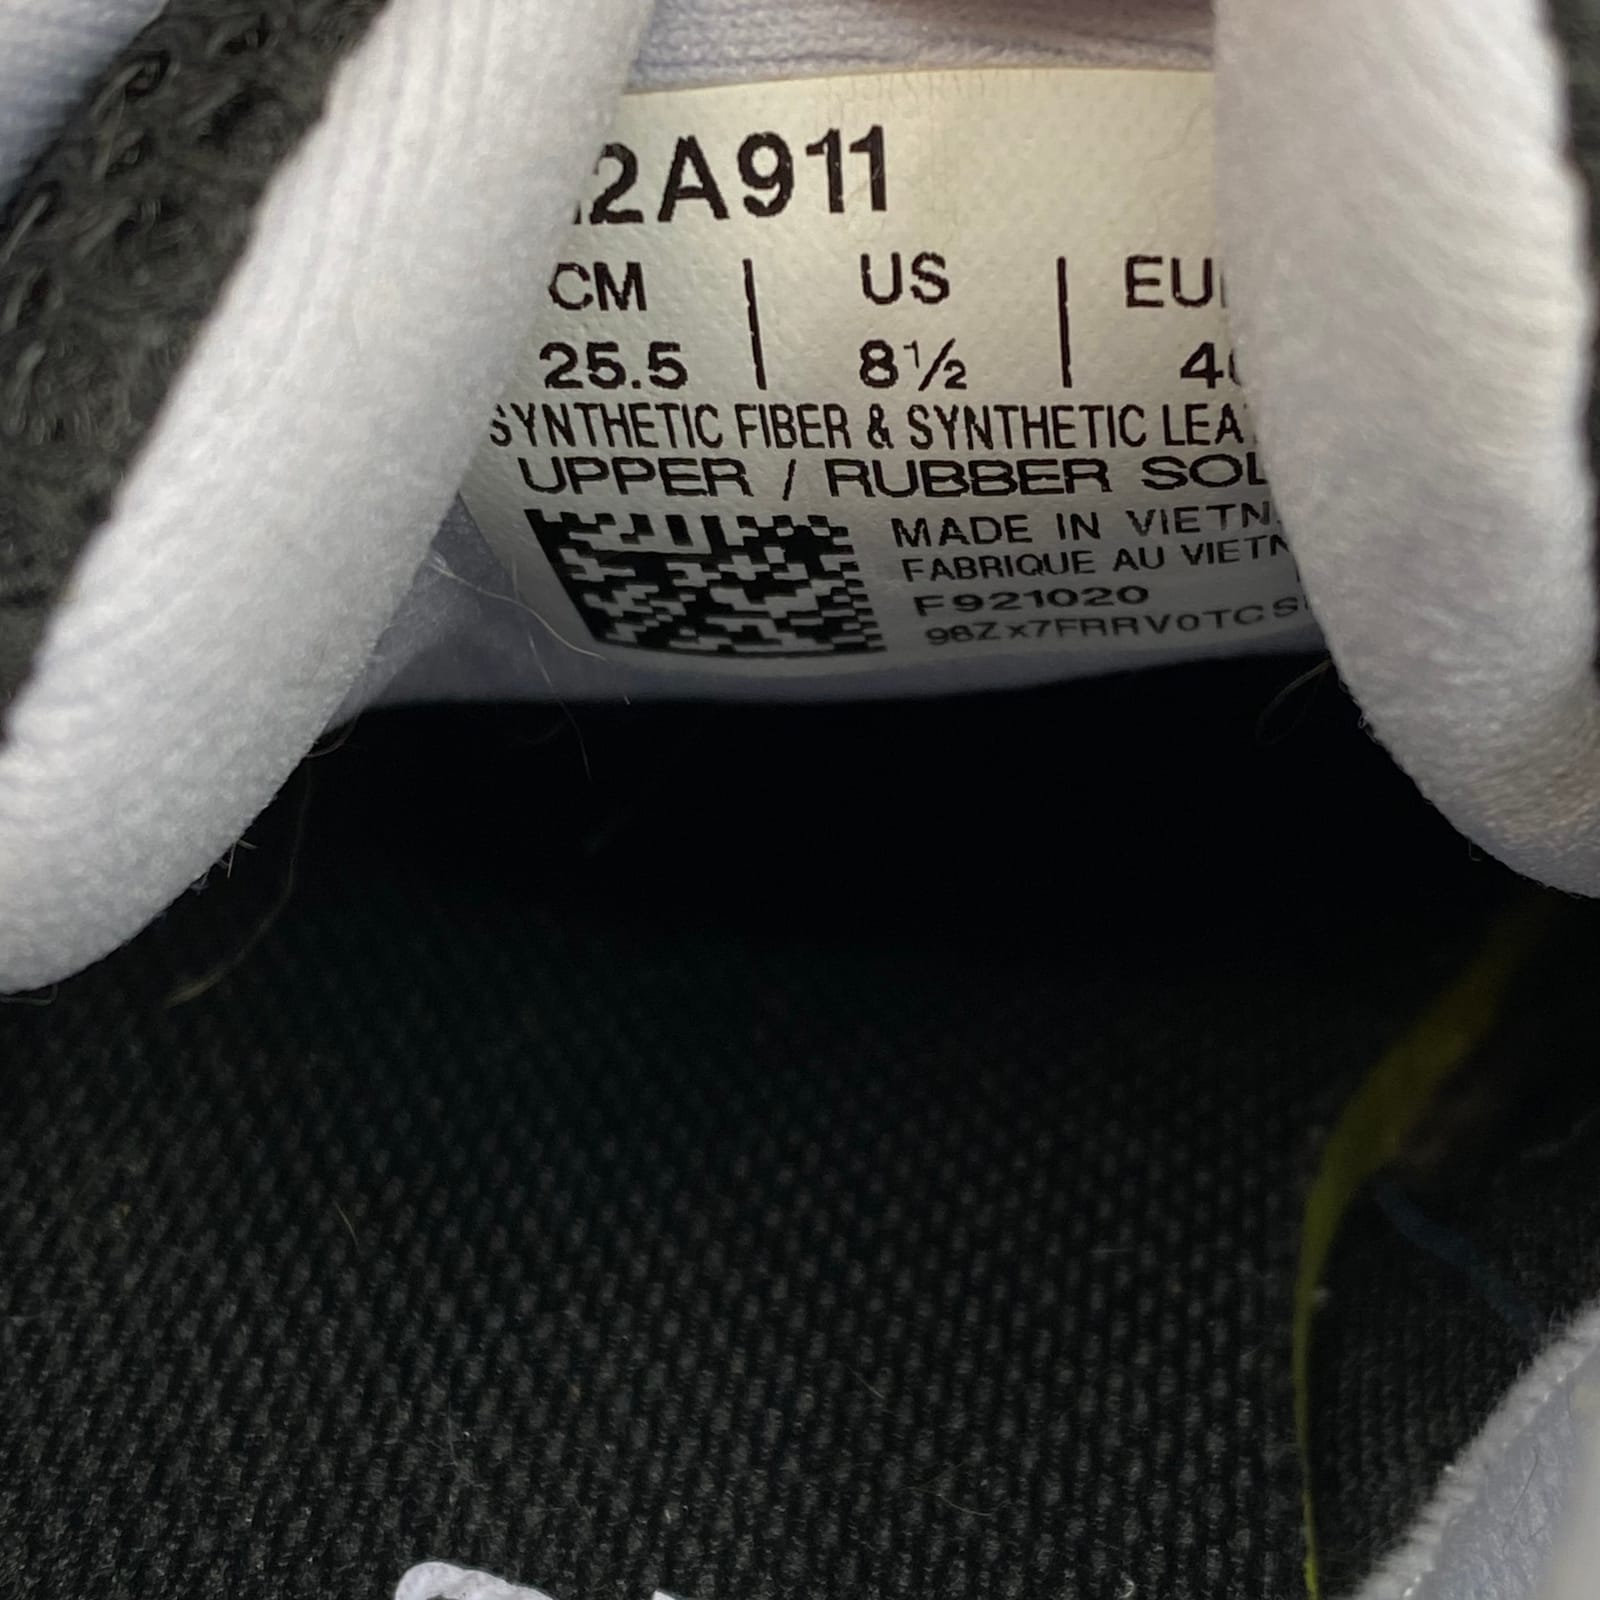 2A911
CM | US | EU
25.5 | 8½ | 4
SYNTHETIC FIBER & SYNTHETIC LEA
UPPER / RUBBER SOL
MADE IN VIETN
FABRIQUE AU VIETN
F921020
98Zx7FRRV0TCS